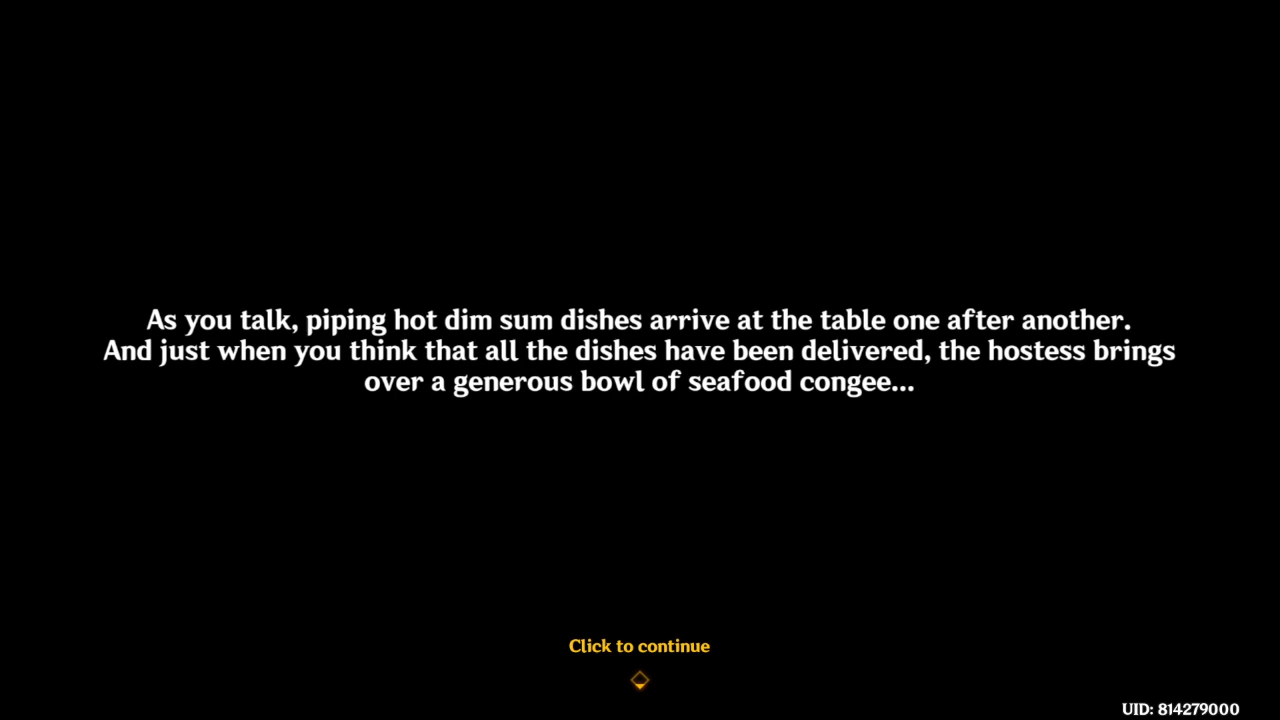 As you talk, piping hot dim sum dishes arrive at the table one after another.
And just when you think that all the dishes have been delivered, the hostess brings
over a generous bowl of seafood congee...
Click to continue
UID: 814279000